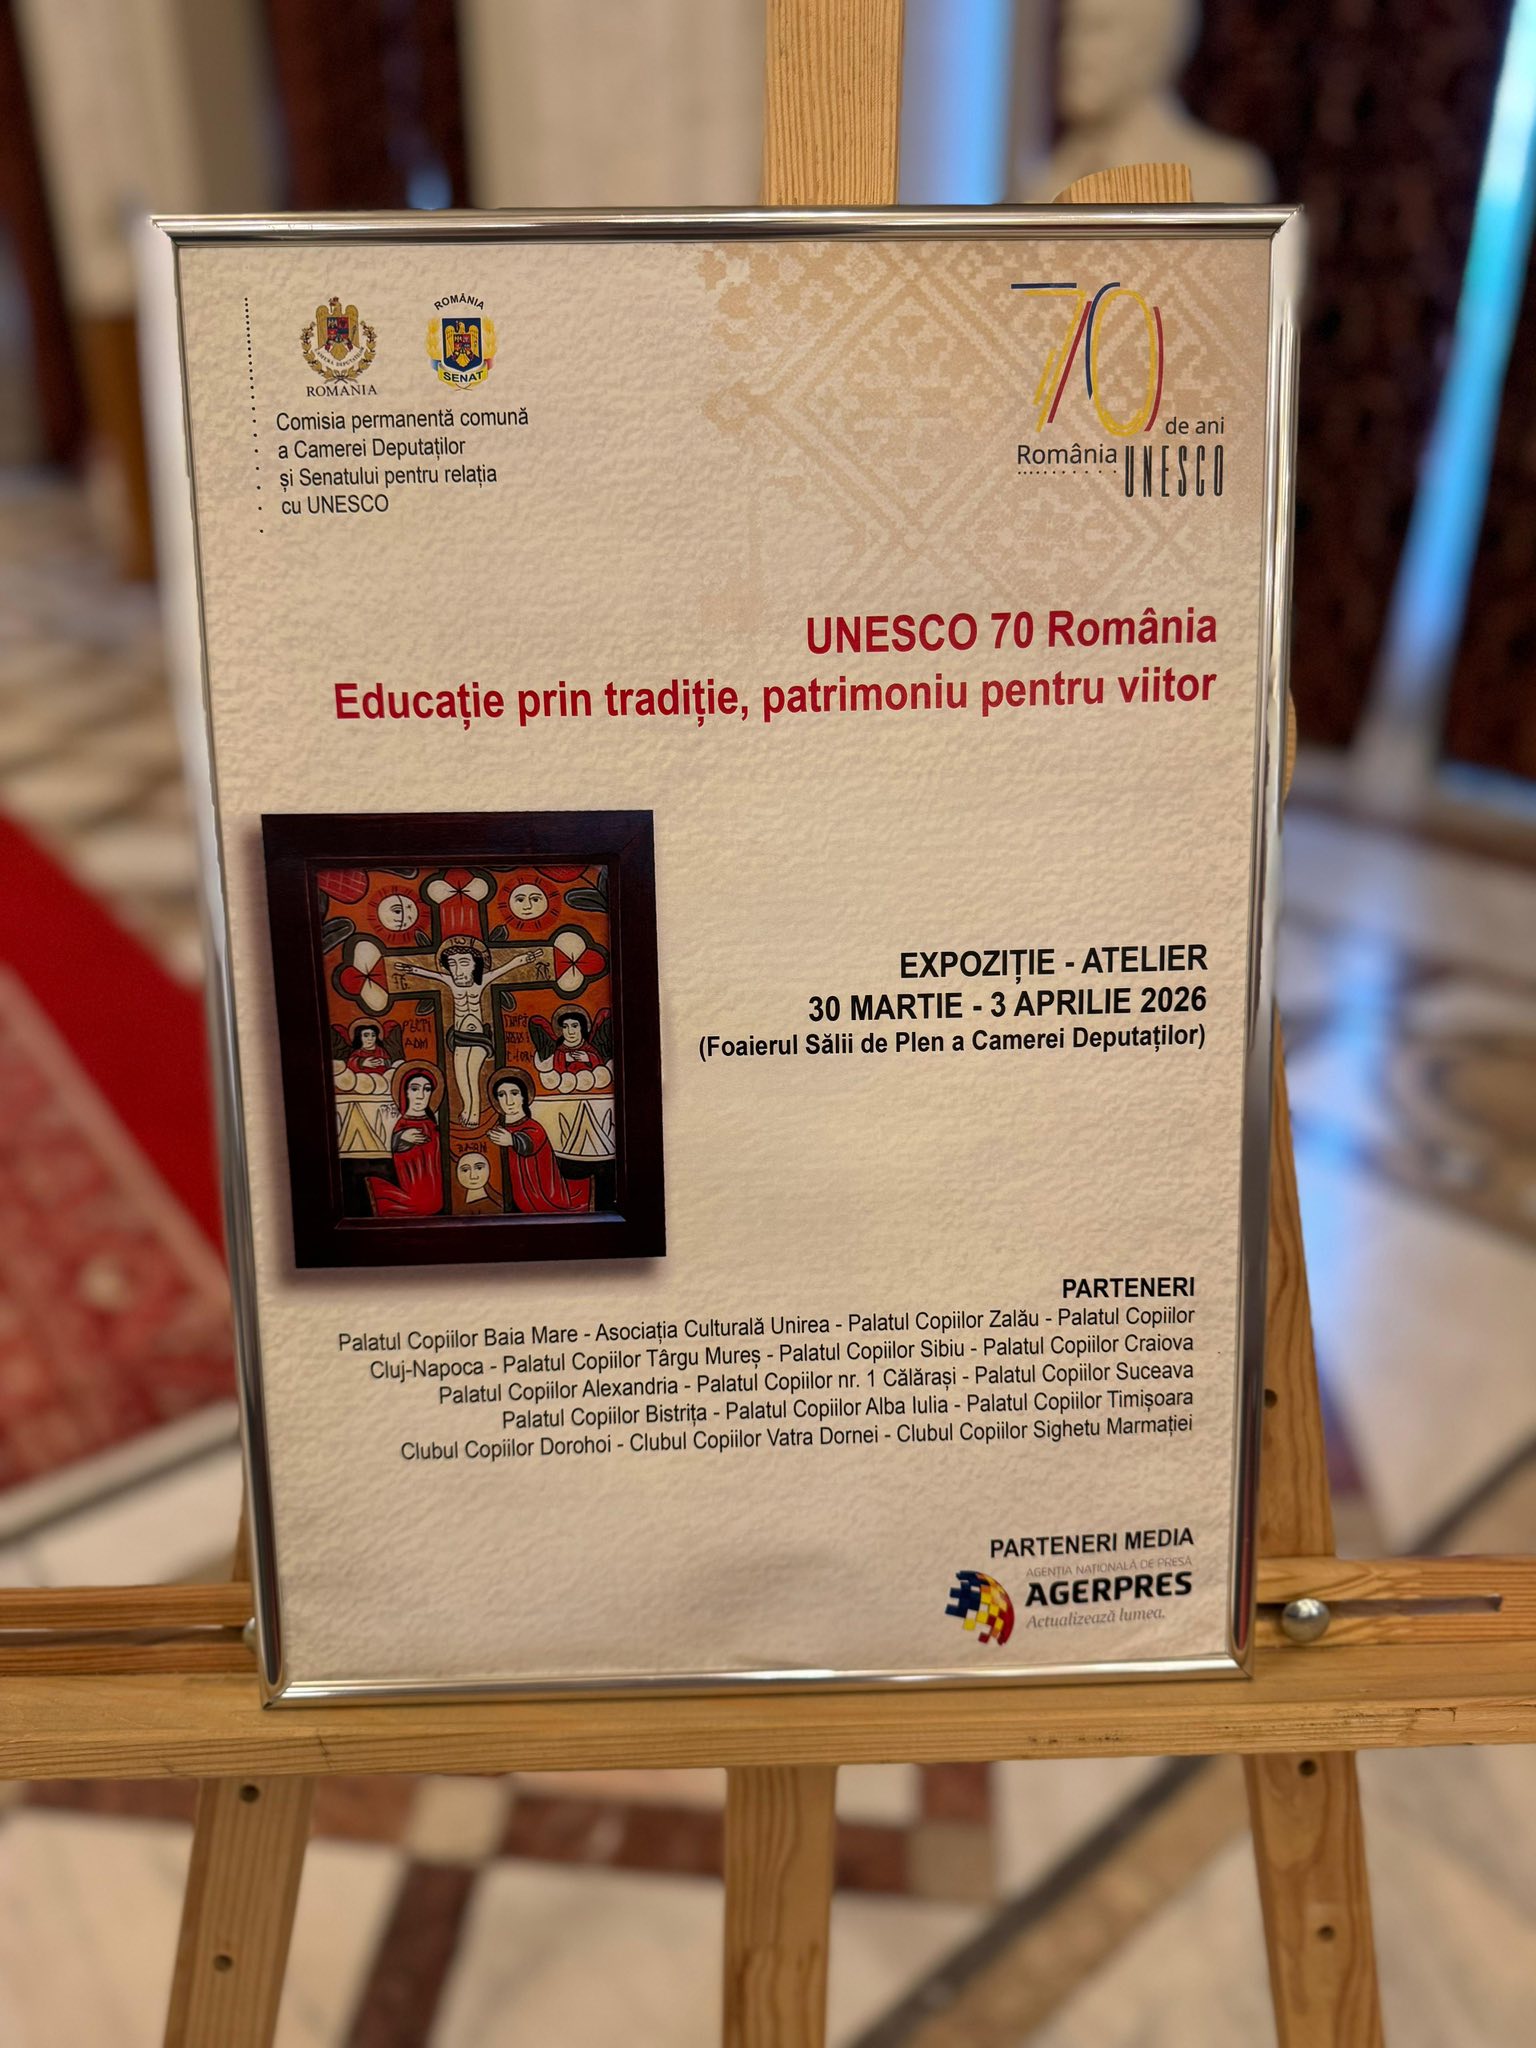 ROMÂNIA
SENAT
ROMANIA
Comisia permanentă comună
a Camerei Deputaților
și Senatului pentru relația
cu UNESCO
70
de ani
România
UNESCO
UNESCO 70 România
Educație prin tradiție, patrimoniu pentru viitor
EXPOZIȚIE - ATELIER
30 MARTIE - 3 APRILIE 2026
(Foaierul Sălii de Plen a Camerei Deputaților)
PARTENERI
Palatul Copiilor Baia Mare - Asociația Culturală Unirea - Palatul Copiilor Zalău - Palatul Copiilor
Cluj-Napoca - Palatul Copiilor Târgu Mureș - Palatul Copiilor Sibiu - Palatul Copiilor Craiova
Palatul Copiilor Alexandria - Palatul Copiilor nr. 1 Călărași - Palatul Copiilor Suceava
Palatul Copiilor Bistrița - Palatul Copiilor Alba Iulia - Palatul Copiilor Timișoara
Clubul Copiilor Dorohoi - Clubul Copiilor Vatra Dornei - Clubul Copiilor Sighetu Marmației
PARTENERI MEDIA
AGENȚIA NAȚIONALĂ DE PRESĂ
AGERPRES
Actualizează lumea.